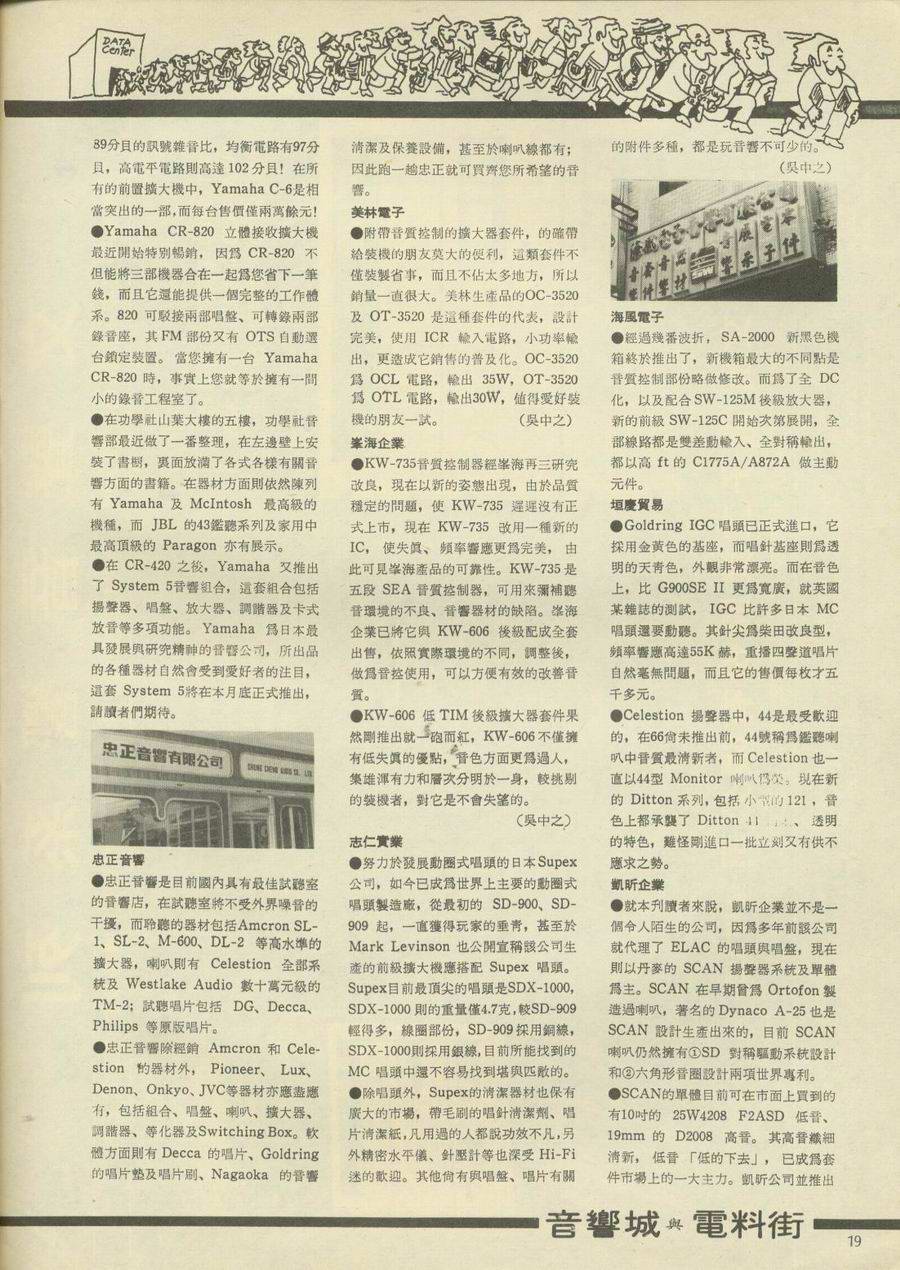 DATA
Center
89分貝的訊號雜音比，均衡電路有97分
貝，高電平電路則高達 102 分貝！在所
有的前置擴大機中，Yamaha C-6是相
當突出的一部,而每台售價僅兩萬餘元！
●Yamaha CR-820 立體接收擴大機
最近開始特別暢銷，因爲 CR-820 不
但能將三部機器合在一起爲您省下一筆
錢，而且它還能提供一個完整的工作體
系。820 可駁接兩部唱盤、可轉錄兩部
錄音座，其 FM 部份又有 OTS 自動選
台鎖定裝置。當您擁有一台 Yamaha
CR-820 時，事實上您就等於擁有一間
小的錄音工程室了。
●在功學社山葉大樓的五樓，功學社音
響部最近做了一番整理，在左邊壁上安
裝了書樹，裏面放滿了各式各樣有關音
響方面的書籍。在器材方面則依然陳列
有 Yamaha 及 McIntosh 最高級的
機種，而 JBL 的43鑑聽系列及家用中
最高頂級的 Paragon 亦有展示。
●在 CR-420 之後，Yamaha 又推出
了 System 5音響組合，這套組合包括
揚聲器、唱盤、放大器、調諧器及卡式
放音等多項功能。Yamaha 爲日本最
具發展與研究精神的音響公司，所出品
的各種器材自然會受到愛好者的注目，
這套 System 5將在本月底正式推出，
請讀者們期待。
忠正音響有限公司
CHUNG CHENG AUDIO CO., LTD
忠正音響
●忠正音響是目前國內具有最佳試聽室
的音響店，在試聽室將不受外界噪音的
干擾，而聆聽的器材包括Amcron SL-
1、SL-2、M-600、DL-2 等高水準的
擴大器，喇叭則有 Celestion 全部系
統及 Westlake Audio 數十萬元級的
TM-2；試聽唱片包括 DG、Decca、
Philips 等原版唱片。
●忠正音響除經銷 Amcron 和 Cele-
stion 的器材外，Pioneer、Lux、
Denon、Onkyo、JVC等器材亦應盡應
有，包括組合、唱盤、喇叭、擴大器、
調諧器、等化器及Switching Box。軟
體方面則有 Decca 的唱片、Goldring
的唱片墊及唱片刷、Nagaoka 的音響
清潔及保養設備，甚至於喇叭線都有；
因此跑一趟忠正就可買齊您所希望的音
響。
美林電子
●附帶音質控制的擴大器套件，的確帶
給裝機的朋友莫大的便利，這類套件不
僅裝製省事，而且不佔太多地方，所以
銷量一直很大。美林生產品的OC-3520
及 OT-3520 是這種套件的代表，設計
完美，使用 ICR 輸入電路，小功率輸
出，更造成它銷售的普及化。OC-3520
爲 OCL 電路，輸出 35W，OT-3520
爲 OTL 電路，輸出30W，值得愛好裝
機的朋友一試。 （吳中之）
峯海企業
●KW-735音質控制器經峯海再三研究
改良，現在以新的姿態出現，由於品質
穩定的問題，使 KW-735 遲遲沒有正
式上市，現在 KW-735 改用一種新的
IC，使失眞、頻率響應更爲完美，由
此可見峯海產品的可靠性。KW-735 是
五段 SEA 音質控制器，可用來彌補聽
音環境的不良、音響器材的缺陷。峯海
企業已將它與 KW-606 後級配成全套
出售，依照實際環境的不同，調整後，
做爲音控使用，可以方便有效的改善音
質。
●KW-606 低 TIM 後級擴大器套件果
然剛推出就一砲而紅，KW-606 不僅擁
有低失眞的優點，音色方面更爲過人，
集雄渾有力和層次分明於一身，較挑剔
的裝機者，對它是不會失望的。
（吳中之）
志仁實業
●努力於發展動圈式唱頭的日本Supex
公司，如今已成爲世界上主要的動圈式
唱頭製造廠，從最初的 SD-900、SD-
909 起，一直獲得玩家的垂靑，甚至於
Mark Levinson 也公開宣稱該公司生
產的前級擴大機應搭配 Supex 唱頭。
Supex目前最頂尖的唱頭是SDX-1000，
SDX-1000 則的重量僅4.7克，較SD-909
輕得多，線圈部份，SD-909 採用銅線，
SDX-1000則採用銀線，目前所能找到的
MC 唱頭中還不容易找到堪與匹敵的。
●除唱頭外，Supex的清潔器材也保有
廣大的市場，帶毛刷的唱針清潔劑、唱
片清潔紙，凡用過的人都說功效不凡，另
外精密水平儀、針壓計等也深受 Hi-Fi
迷的歡迎。其他尙有與唱盤、唱片有關
的附件多種，都是玩音響不可少的。
（吳中之）
SW
海風電子
●經過幾番波折，SA-2000 新黑色機
箱終於推出了，新機箱最大的不同點是
音質控制部份略做修改。而爲了全 DC
化，以及配合SW-125M後級放大器，
新的前級 SW-125C 開始次第展開，全
部線路都是雙差動輸入、全對稱輸出，
都以高 ft 的 C1775A/A872A 做主動
元件。
垣慶貿易
●Goldring IGC 唱頭已正式進口，它
採用金黃色的基座，而唱針基座則爲透
明的天青色，外觀非常漂亮。而在音色
上，比 G900SE II 更爲寬廣，就英國
某雜誌的測試，IGC 比許多日本 MC
唱頭還要動聽。其針尖爲柴田改良型，
頻率響應高達55K 赫，重播四聲道唱片
自然毫無問題，而且它的售價每枚才五
千多元。
●Celestion 揚聲器中，44是最受歡迎
的，在66尙未推出前，44號稱爲鑑聽喇
叭中音質最清新者，而 Celestion 也一
直以44型 Monitor 喇叭爲榮。現在新
的 Ditton 系列，包括小型的 121，音
色上都承襲了 Ditton 、透明
的特色，難怪剛進口一批立刻又有供不
應求之勢。
凱昕企業
●就本刊讀者來說，凱昕企業並不是一
個令人陌生的公司，因爲多年前該公司
就代理了 ELAC 的唱頭與唱盤，現在
則以丹麥的 SCAN 揚聲器系統及單體
爲主。SCAN 在早期曾爲 Ortofon 製
造過喇叭，著名的 Dynaco A-25 也是
SCAN 設計生產出來的，目前 SCAN
喇叭仍然擁有①SD 對稱驅動系統設計
和②六角形音圈設計兩項世界專利。
●SCAN的單體目前可在市面上買到的
有10吋的 25W4208 F2ASD 低音、
19mm 的 D2008 高音。其高音纖細
清新，低音「低的下去」，已成爲套
件市場上的一大主力。凱昕公司並推出
音響城與電料街
19